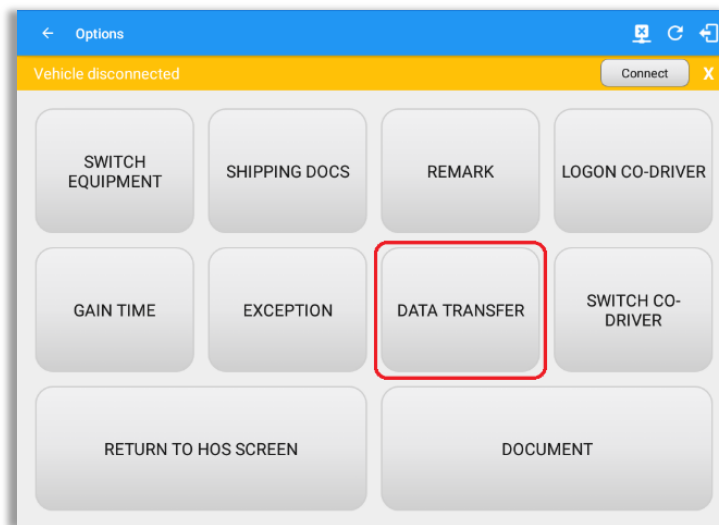 Options
Vehicle disconnected
Connect
X
SWITCH
EQUIPMENT
SHIPPING DOCS
REMARK
LOGON CO-DRIVER
GAIN TIME
EXCEPTION
DATA TRANSFER
SWITCH CO-
DRIVER
RETURN TO HOS SCREEN
DOCUMENT